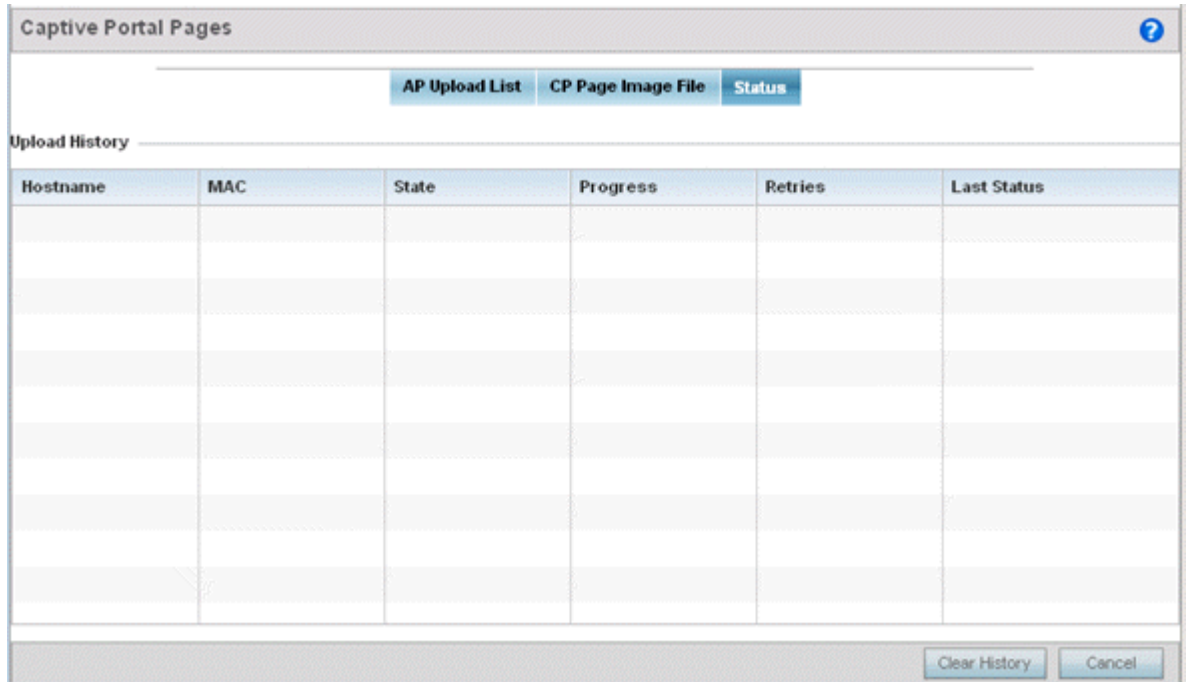 Captive Portal Pages
?
AP Upload List CP Page Image File Status
Upload History
Hostname MAC State Progress Retries Last Status
Clear History Cancel